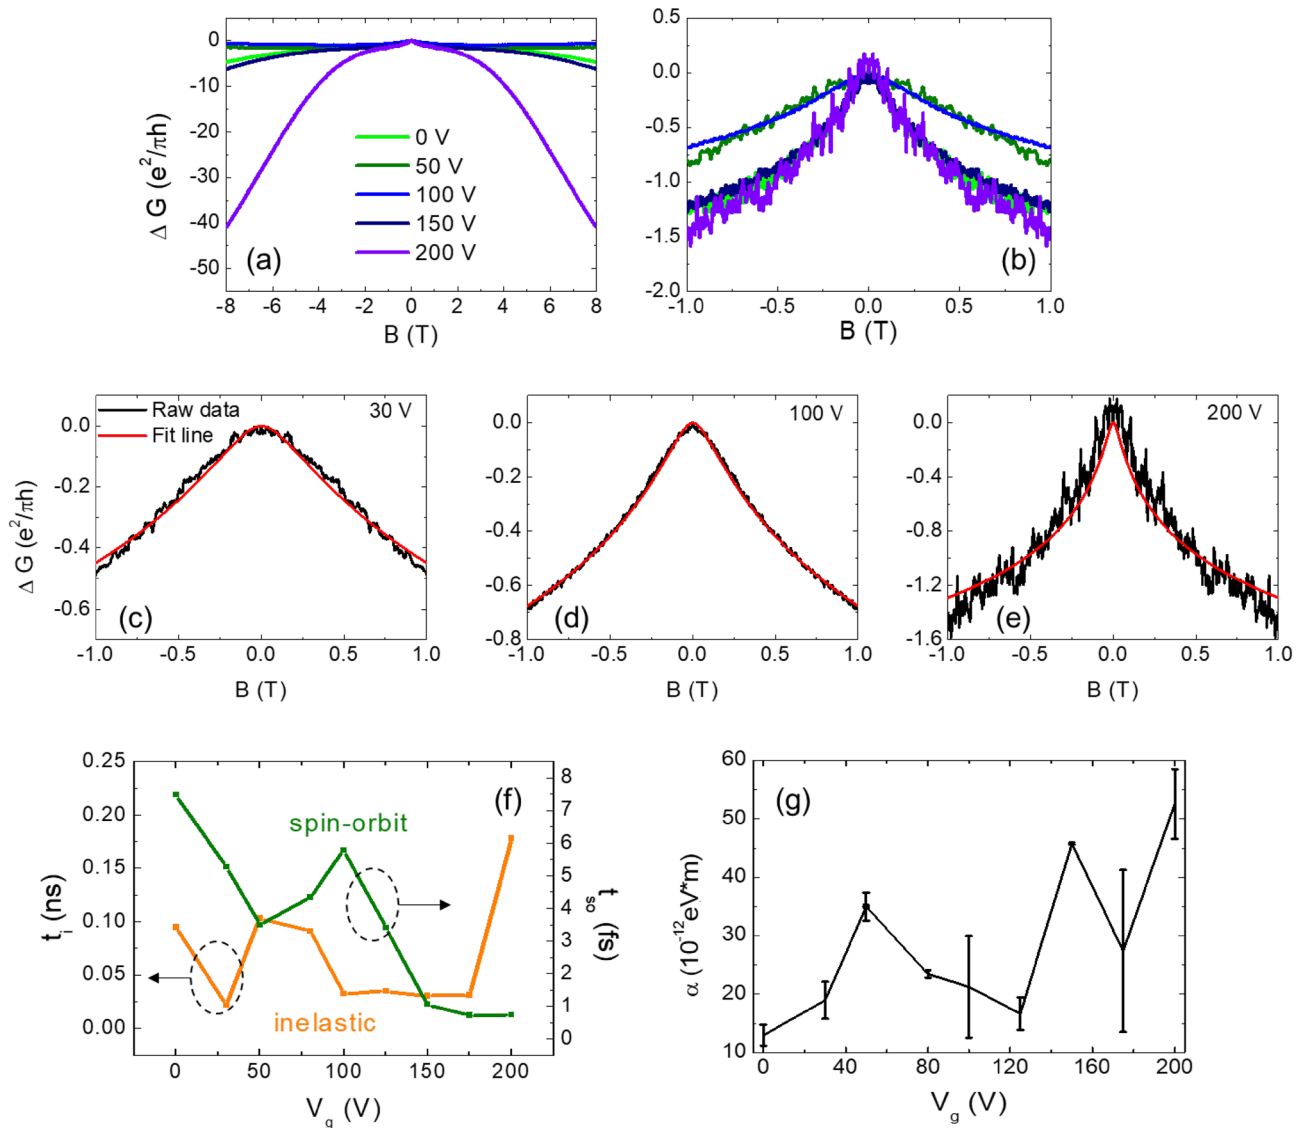 0
-10
-20
-30
-40
-50
Δ G (e²/πh)
0 V
50 V
100 V
150 V
200 V
(a)
-8 -6 -4 -2 0 2 4 6 8
B (T)
0.5
0.0
-0.5
-1.0
-1.5
-2.0
(b)
-1.0 -0.5 0.0 0.5 1.0
B (T)
0.0
-0.2
-0.4
-0.6
Δ G (e²/πh)
Raw data
Fit line
30 V
(c)
-1.0 -0.5 0.0 0.5 1.0
B (T)
0.0
-0.2
-0.4
-0.6
-0.8
100 V
(d)
-1.0 -0.5 0.0 0.5 1.0
B (T)
0.0
-0.4
-0.8
-1.2
-1.6
200 V
(e)
-1.0 -0.5 0.0 0.5 1.0
B (T)
0.25
0.20
0.15
0.10
0.05
0.00
tᵢ (ns)
spin-orbit
inelastic
(f)
8
7
6
5
4
3
2
1
0
t_so (fs)
0 50 100 150 200
V_g (V)
60
50
40
30
20
10
α (10⁻¹²eV*m)
(g)
0 40 80 120 160 200
V_g (V)